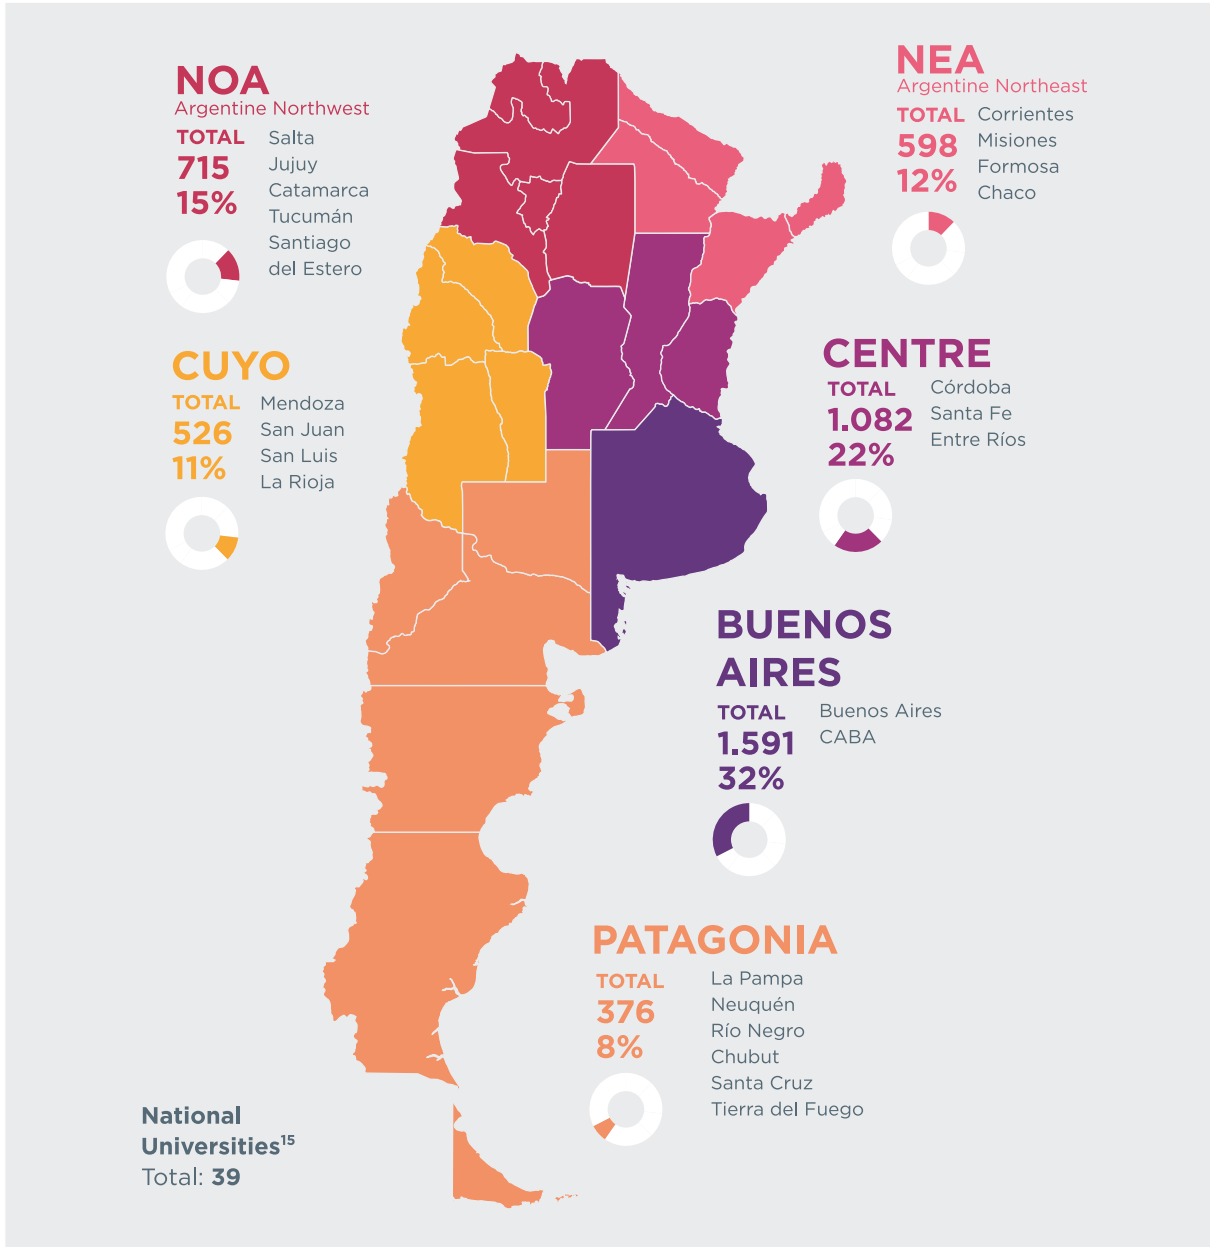 NOA
Argentine Northwest
TOTAL
715
15%
Salta
Jujuy
Catamarca
Tucumán
Santiago
del Estero
NEA
Argentine Northeast
TOTAL
598
12%
Corrientes
Misiones
Formosa
Chaco
CUYO
TOTAL
526
11%
Mendoza
San Juan
San Luis
La Rioja
CENTRE
TOTAL
1.082
22%
Córdoba
Santa Fe
Entre Ríos
BUENOS
AIRES
TOTAL
1.591
32%
Buenos Aires
CABA
PATAGONIA
TOTAL
376
8%
La Pampa
Neuquén
Río Negro
Chubut
Santa Cruz
Tierra del Fuego
National
Universities¹⁵
Total: 39